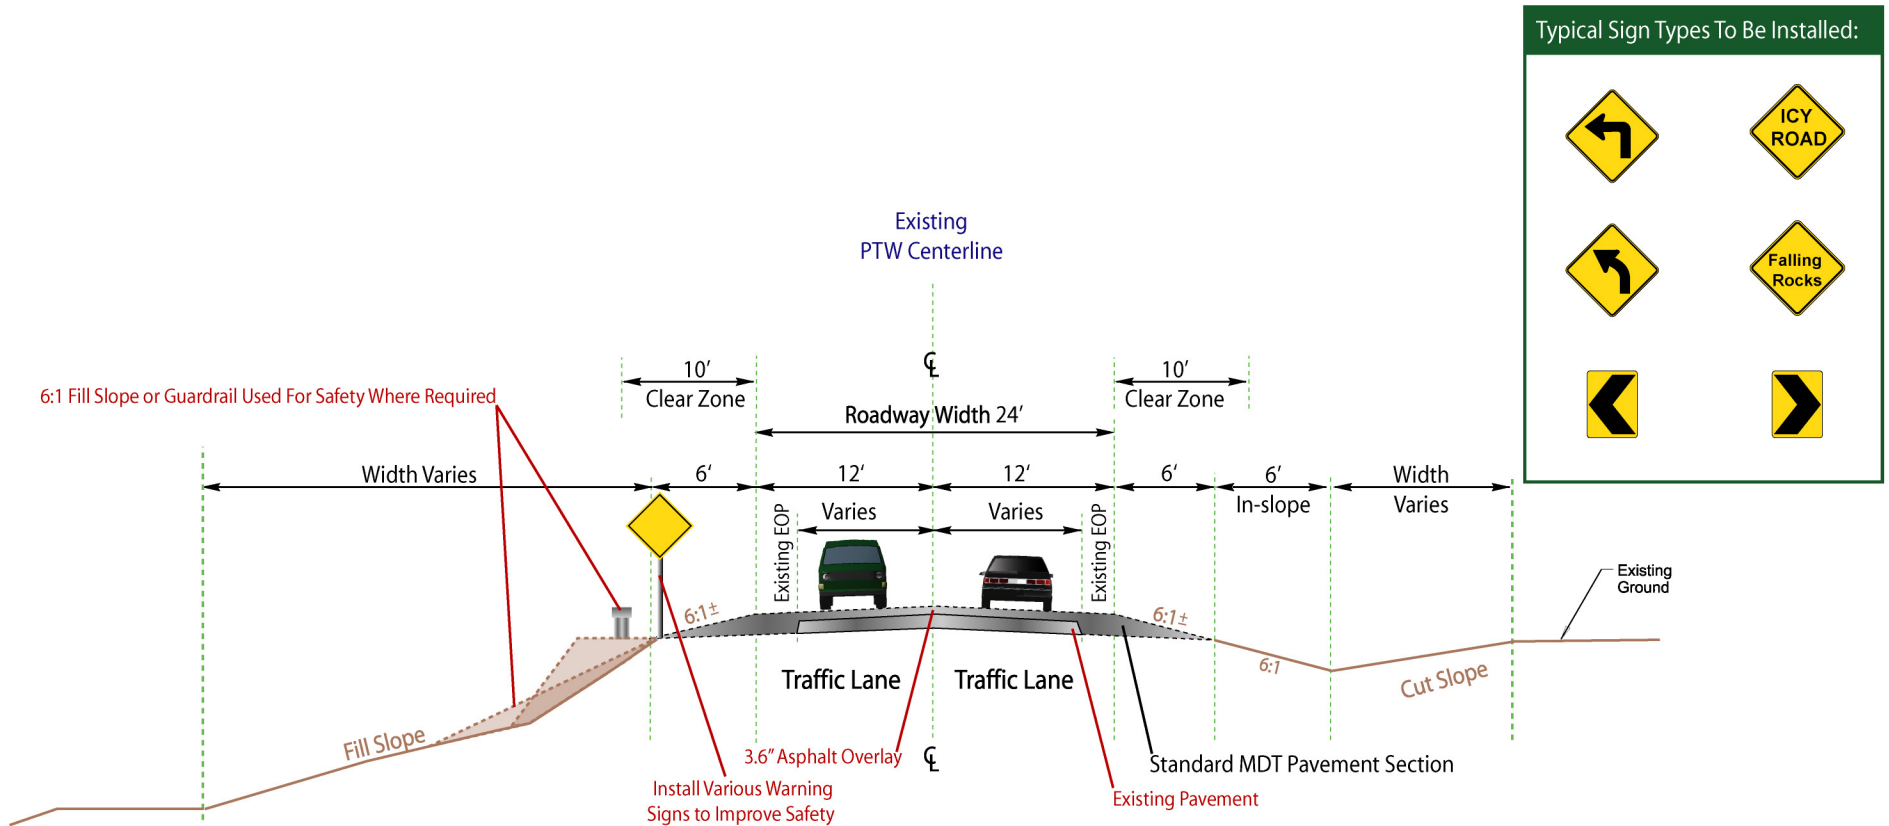 Typical Sign Types To Be Installed:
ICY
ROAD
Falling
Rocks
Existing
PTW Centerline
℄
10’
Clear Zone
10’
Clear Zone
6:1 Fill Slope or Guardrail Used For Safety Where Required
Roadway Width 24’
Width Varies
6‘
12‘
12‘
6‘
6’
In-slope
Width
Varies
Existing EOP
Varies
Varies
Existing EOP
Existing
Ground
6:1±
6:1±
6:1
Cut Slope
Traffic Lane
Traffic Lane
Fill Slope
3.6” Asphalt Overlay
℄
Standard MDT Pavement Section
Install Various Warning
Signs to Improve Safety
Existing Pavement